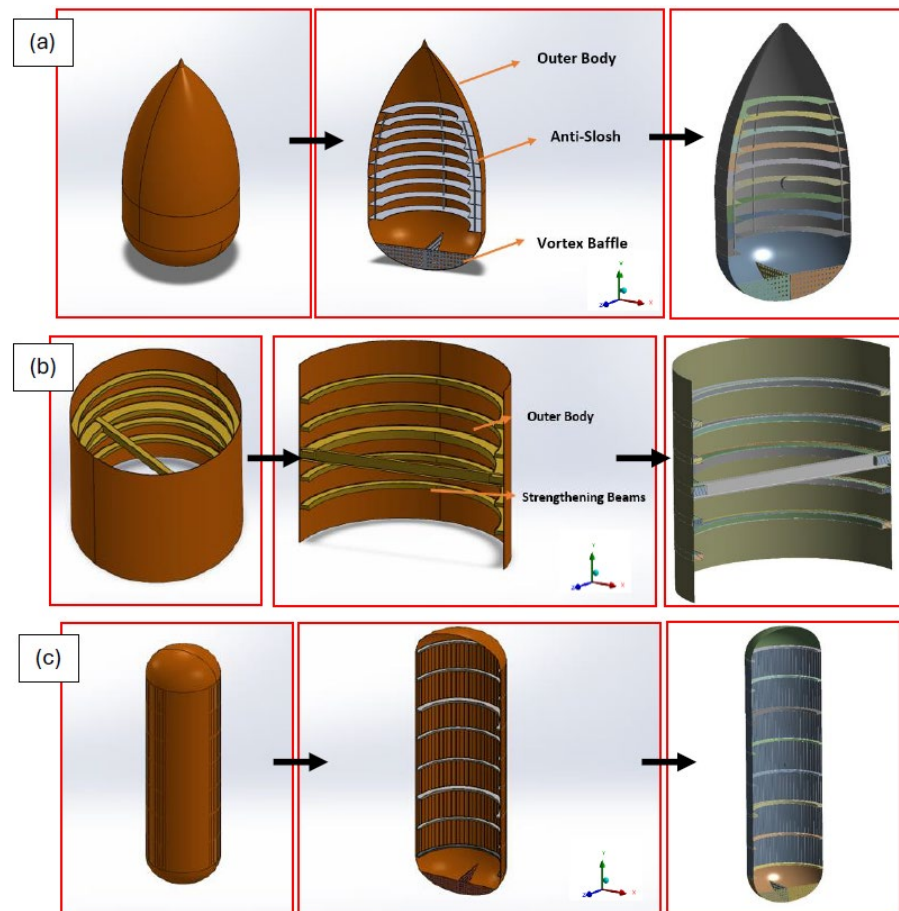 (a)
Outer Body
Anti-Slosh
Vortex Baffle
Y
Z
X
(b)
Outer Body
Strengthening Beams
Y
Z
X
(c)
Y
Z
X